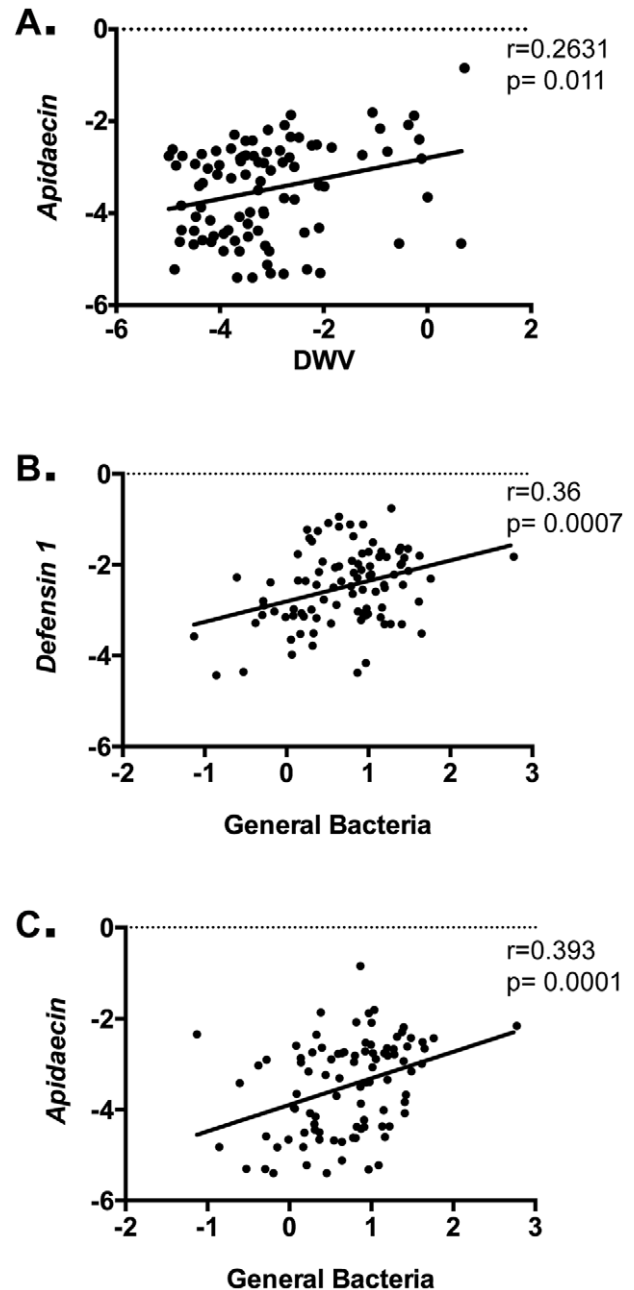 A.
0
r=0.2631
p= 0.011
-2
Apidaecin
-4
-6
-6 -4 -2 0 2
DWV
B.
0
r=0.36
p= 0.0007
-2
Defensin 1
-4
-6
-2 -1 0 1 2 3
General Bacteria
C.
0
r=0.393
p= 0.0001
-2
Apidaecin
-4
-6
-2 -1 0 1 2 3
General Bacteria